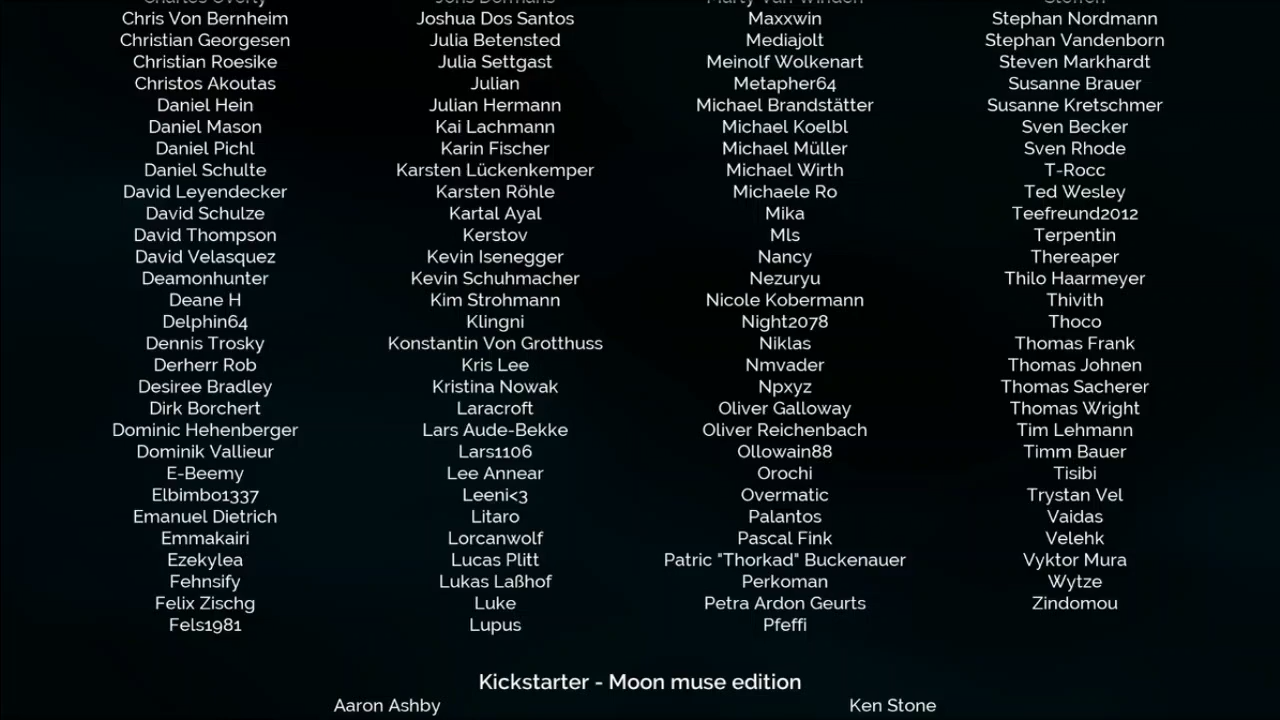 Chris Von Bernheim Joshua Dos Santos Maxxwin Stephan Nordmann
Christian Georgesen Julia Betensted Mediajolt Stephan Vandenborn
Christian Roesike Julia Settgast Meinolf Wolkenart Steven Markhardt
Christos Akoutas Julian Metapher64 Susanne Brauer
Daniel Hein Julian Hermann Michael Brandstätter Susanne Kretschmer
Daniel Mason Kai Lachmann Michael Koelbl Sven Becker
Daniel Pichl Karin Fischer Michael Müller Sven Rhode
Daniel Schulte Karsten Lückenkemper Michael Wirth T-Rocc
David Leyendecker Karsten Röhle Michaele Ro Ted Wesley
David Schulze Kartal Ayal Mika Teefreund2012
David Thompson Kerstov Mls Terpentin
David Velasquez Kevin Isenegger Nancy Thereaper
Deamonhunter Kevin Schuhmacher Nezuryu Thilo Haarmeyer
Deane H Kim Strohmann Nicole Kobermann Thivith
Delphin64 Klingni Night2078 Thoco
Dennis Trosky Konstantin Von Grotthuss Niklas Thomas Frank
Derherr Rob Kris Lee Nmvader Thomas Johnen
Desiree Bradley Kristina Nowak Npxyz Thomas Sacherer
Dirk Borchert Laracroft Oliver Galloway Thomas Wright
Dominic Hehenberger Lars Aude-Bekke Oliver Reichenbach Tim Lehmann
Dominik Vallieur Lars1106 Ollowain88 Timm Bauer
E-Beemy Lee Annear Orochi Tisibi
Elbimbo1337 Leeni<3 Overmatic Trystan Vel
Emanuel Dietrich Litaro Palantos Vaidas
Emmakairi Lorcanwolf Pascal Fink Velehk
Ezekylea Lucas Plitt Patric "Thorkad" Buckenauer Vyktor Mura
Fehnsify Lukas Laßhof Perkoman Wytze
Felix Zischg Luke Petra Ardon Geurts Zindomou
Fels1981 Lupus Pfeffi
Kickstarter - Moon muse edition
Aaron Ashby Ken Stone